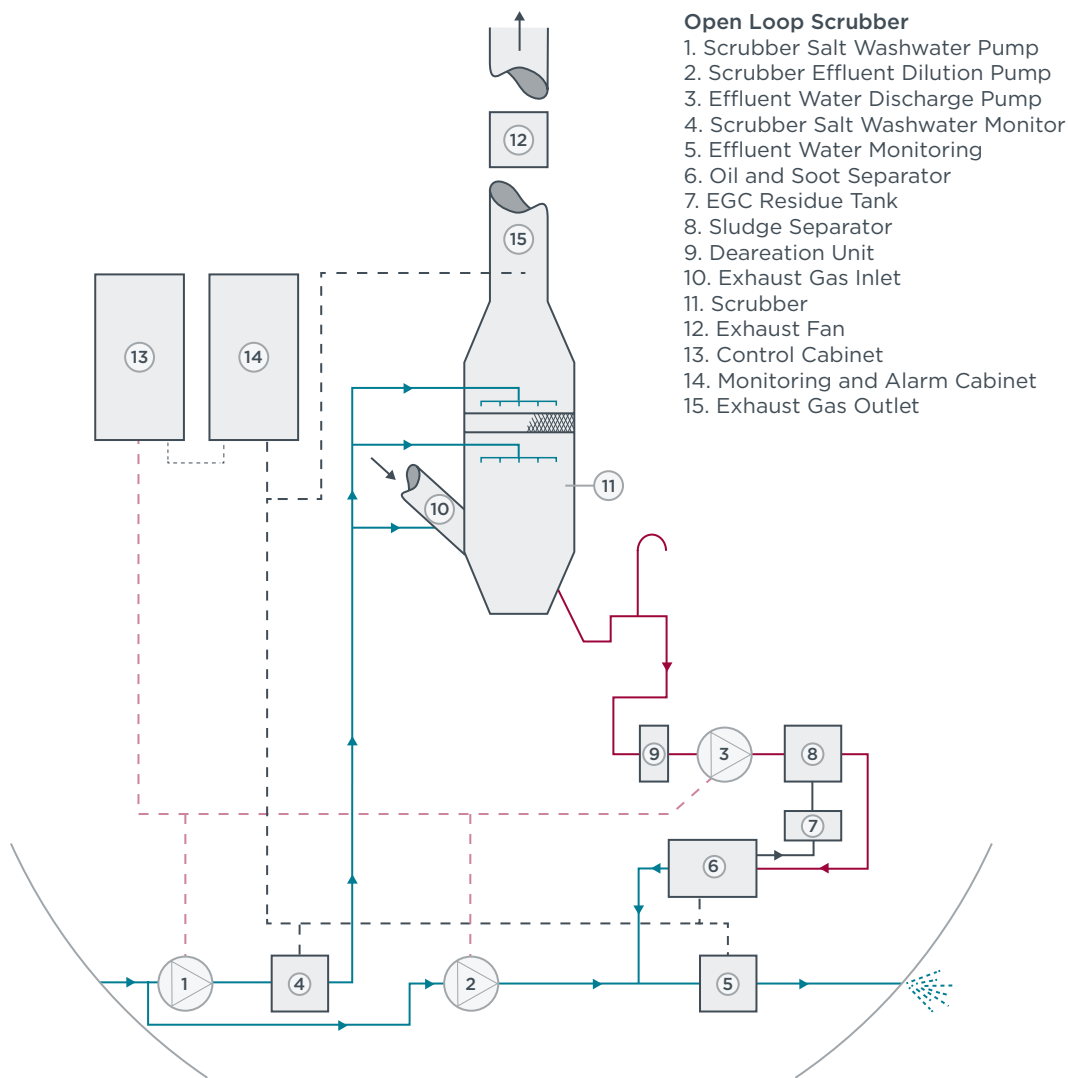 Open Loop Scrubber
1. Scrubber Salt Washwater Pump
2. Scrubber Effluent Dilution Pump
3. Effluent Water Discharge Pump
4. Scrubber Salt Washwater Monitor
5. Effluent Water Monitoring
6. Oil and Soot Separator
7. EGC Residue Tank
8. Sludge Separator
9. Deareation Unit
10. Exhaust Gas Inlet
11. Scrubber
12. Exhaust Fan
13. Control Cabinet
14. Monitoring and Alarm Cabinet
15. Exhaust Gas Outlet
12
15
13
14
11
10
9
3
8
7
6
1
4
2
5